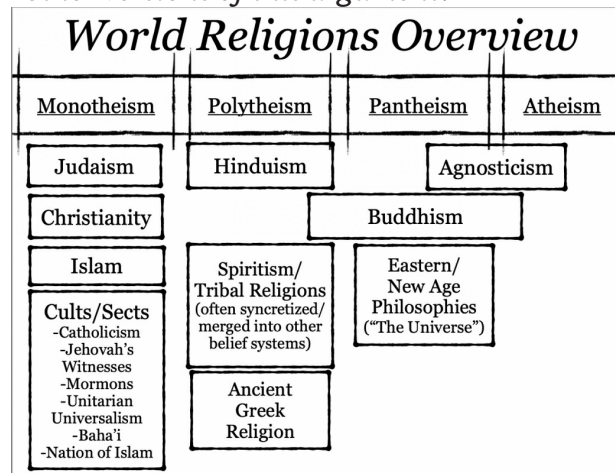 World Religions Overview
Monotheism
Polytheism
Pantheism
Atheism
Judaism
Hinduism
Agnosticism
Christianity
Buddhism
Islam
Spiritism/
Tribal Religions
(often syncretized/
merged into other
belief systems)
Eastern/
New Age
Philosophies
("The Universe")
Cults/Sects
-Catholicism
-Jehovah's
Witnesses
-Mormons
-Unitarian
Universalism
-Baha'i
-Nation of Islam
Ancient
Greek
Religion